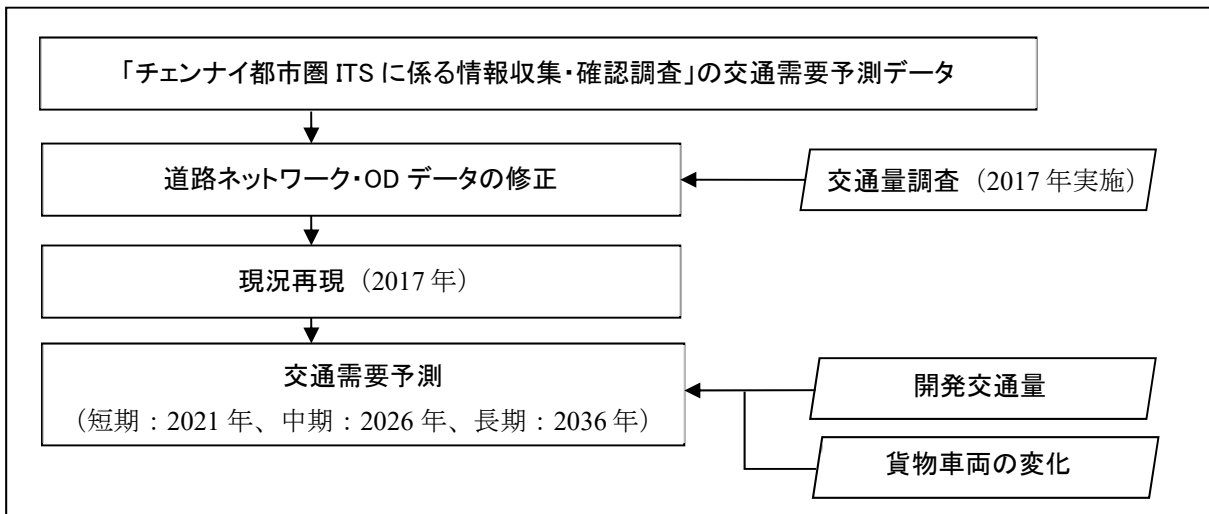 「チェンナイ都市圏 ITS に係る情報収集・確認調査」の交通需要予測データ
道路ネットワーク・OD データの修正
交通量調査（2017 年実施）
現況再現（2017 年）
交通需要予測
（短期：2021 年、中期：2026 年、長期：2036 年）
開発交通量
貨物車両の変化